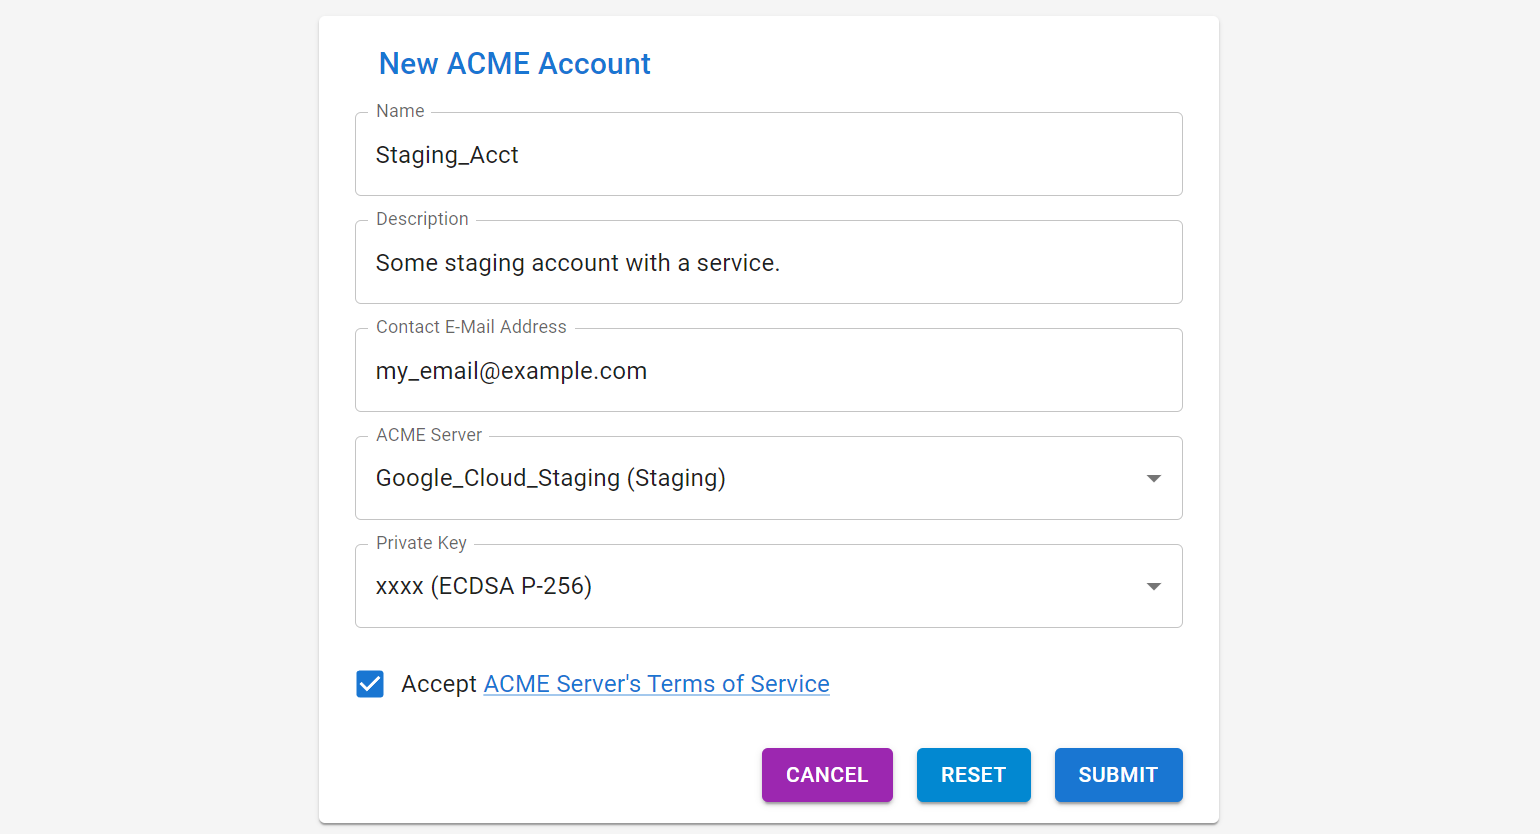 New ACME Account
Name
Staging_Acct
Description
Some staging account with a service.
Contact E-Mail Address
my_email@example.com
ACME Server
Google_Cloud_Staging (Staging)
Private Key
xxxx (ECDSA P-256)
Accept ACME Server's Terms of Service
CANCEL RESET SUBMIT